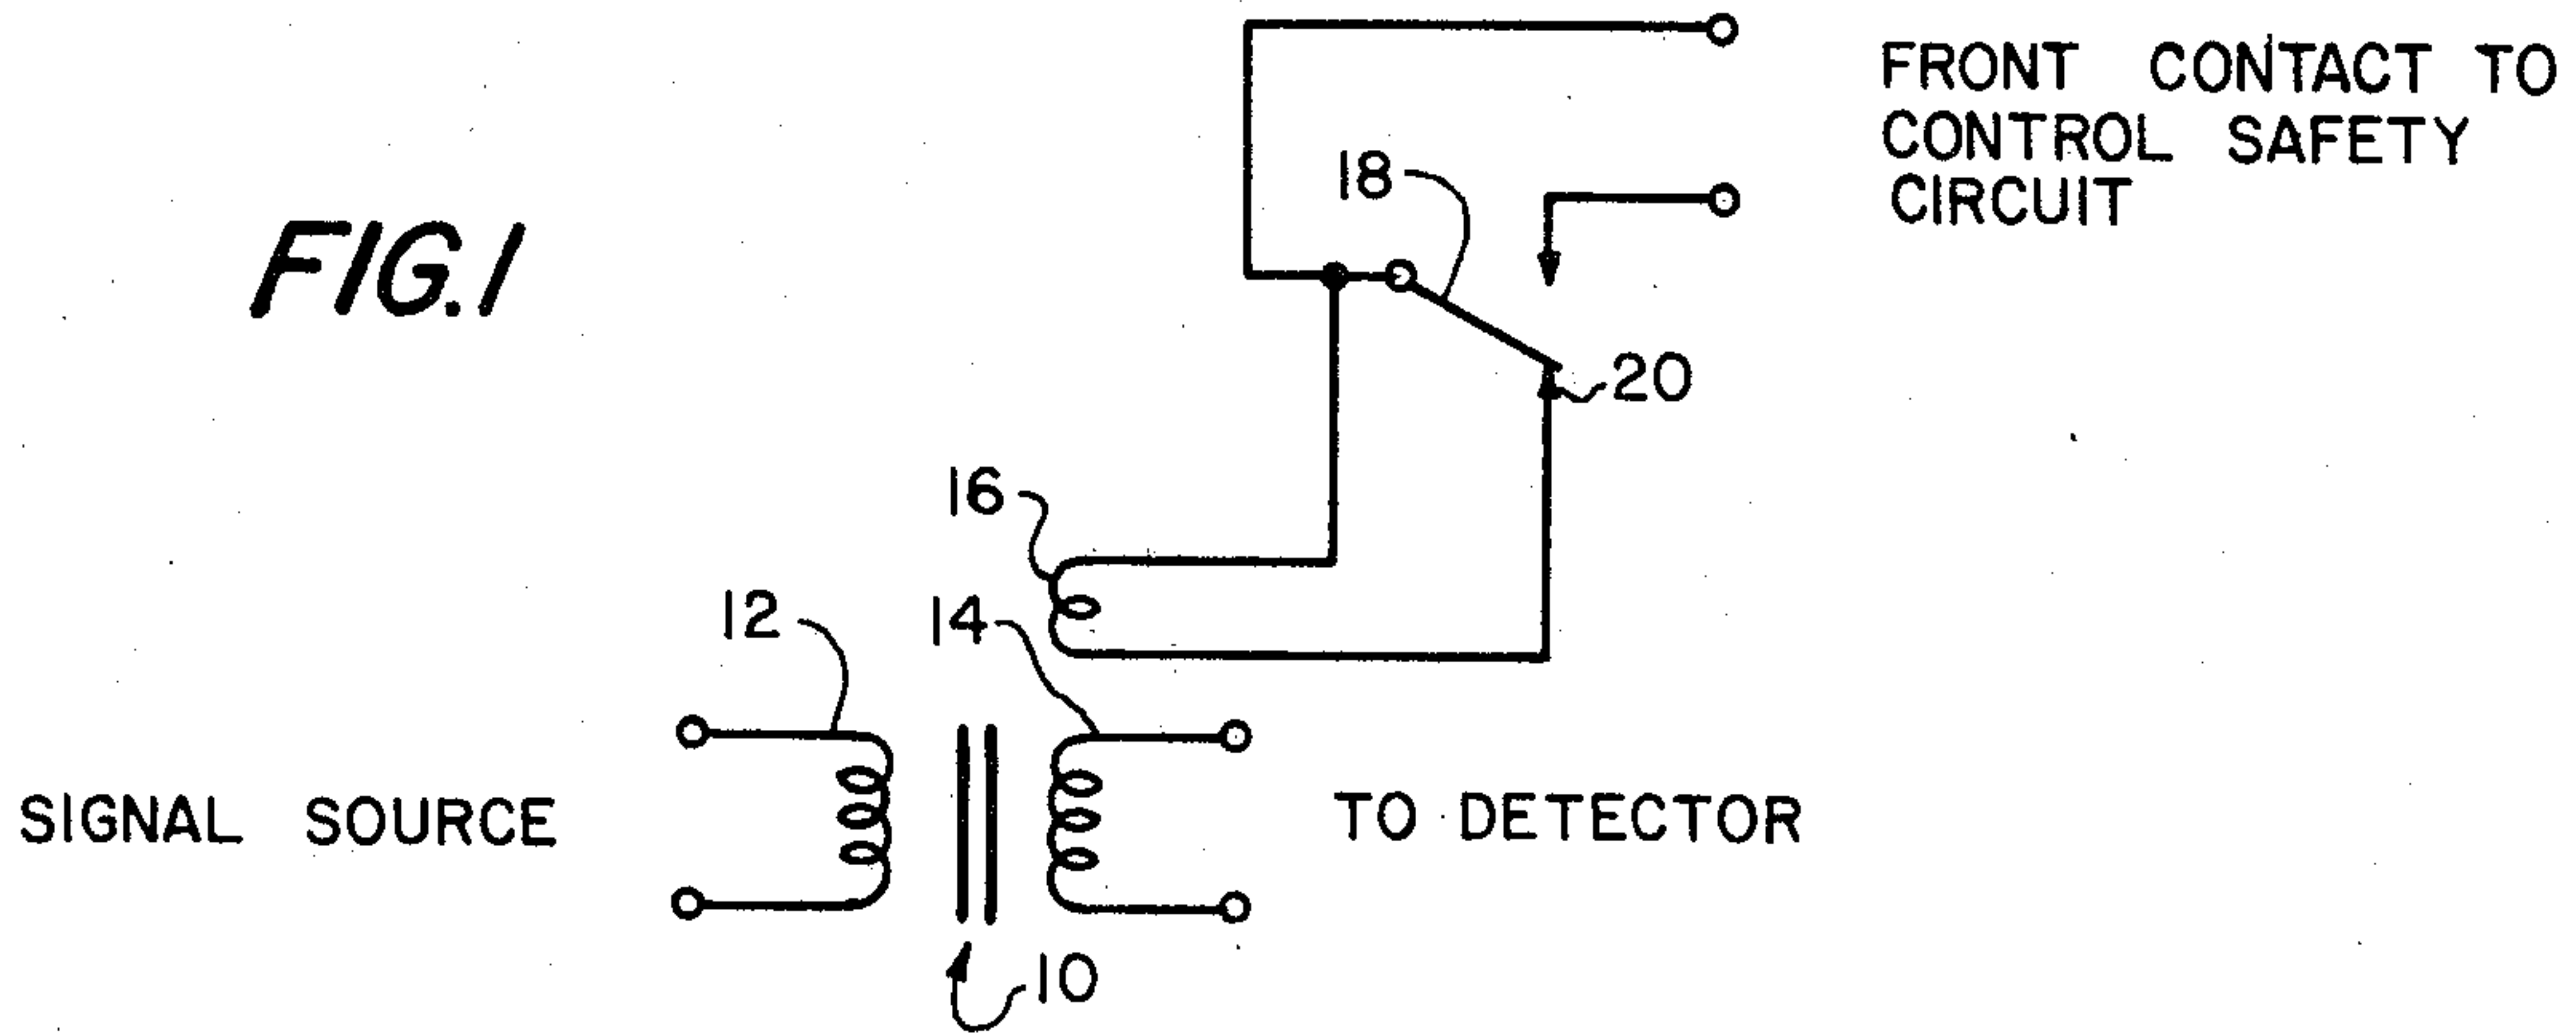 FIG. 1
FRONT CONTACT TO
CONTROL SAFETY
CIRCUIT
18
20
16
12
14
SIGNAL SOURCE
TO DETECTOR
10